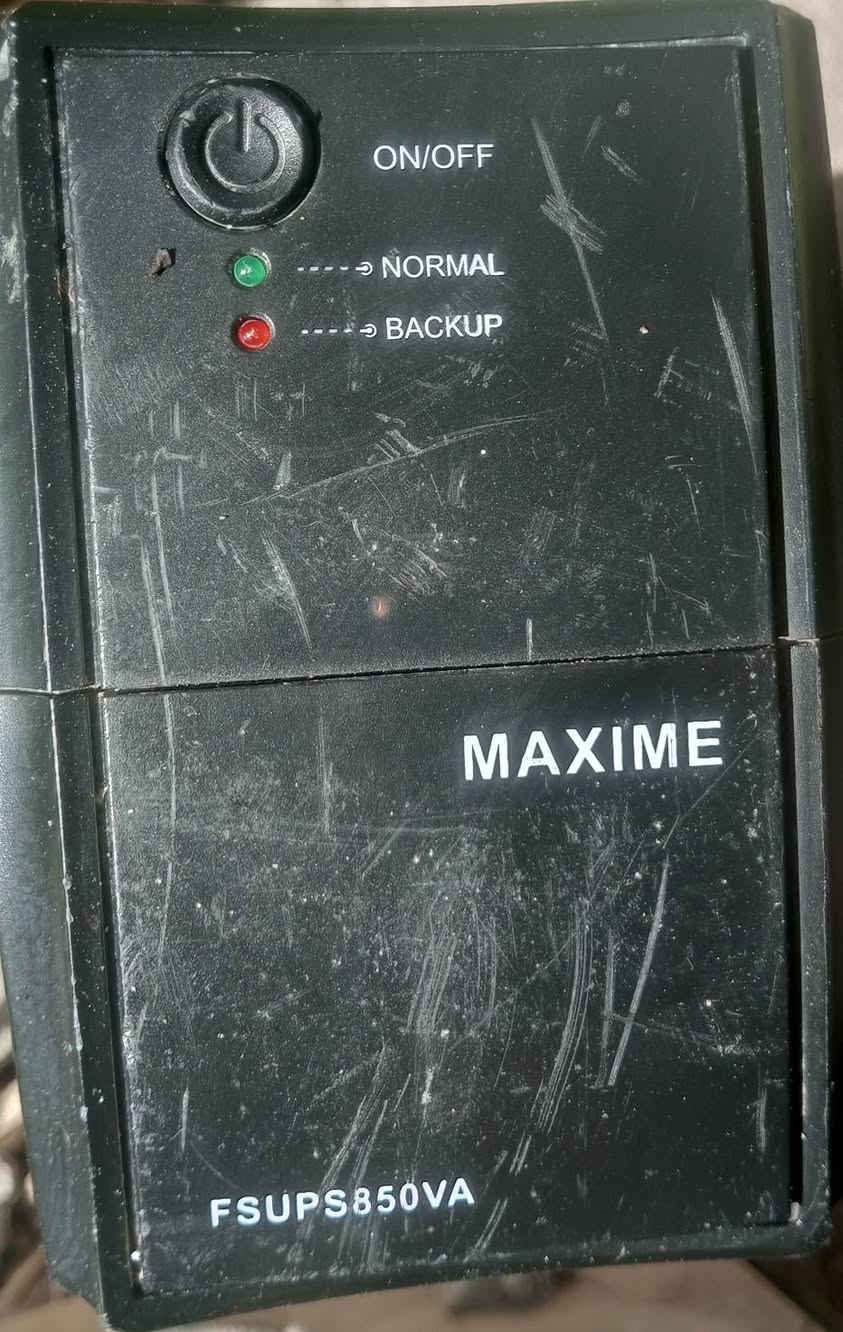 ON/OFF
NORMAL
BACKUP
MAXIME
FSUPS850VA